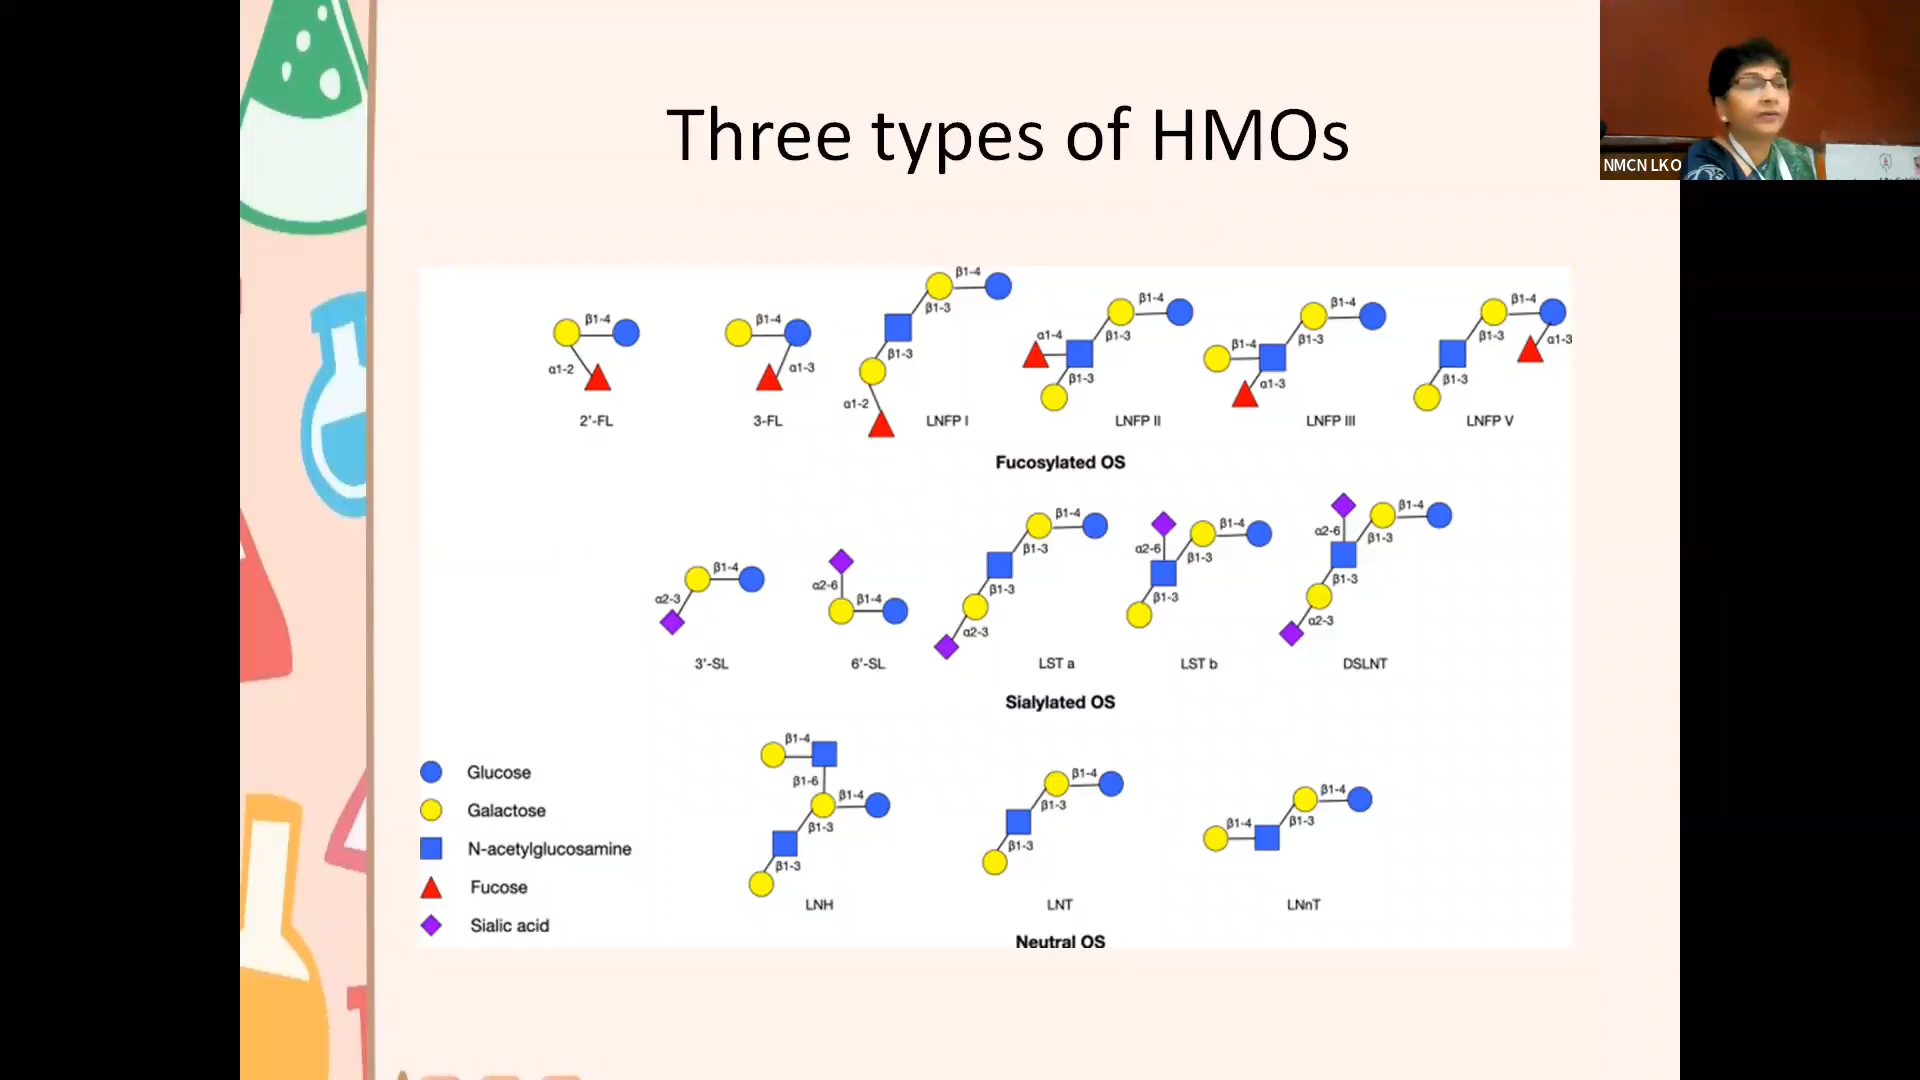 Three types of HMOs
NMCN LKO
β1-4
α1-2
2'-FL
β1-4
α1-3
3-FL
β1-4
β1-3
β1-3
α1-2
LNFP I
β1-4
α1-4
β1-3
β1-3
LNFP II
β1-4
β1-4
β1-3
α1-3
LNFP III
β1-4
β1-3
α1-3
β1-3
LNFP V
Fucosylated OS
β1-4
α2-3
3'-SL
α2-6
β1-4
6'-SL
β1-4
β1-3
β1-3
α2-3
LST a
β1-4
α2-6
β1-3
β1-3
LST b
β1-4
α2-6
β1-3
β1-3
α2-3
DSLNT
Sialylated OS
Glucose
Galactose
N-acetylglucosamine
Fucose
Sialic acid
β1-4
β1-6
β1-4
β1-3
β1-3
LNH
β1-4
β1-3
β1-3
LNT
β1-4
β1-4
β1-3
LNnT
Neutral OS